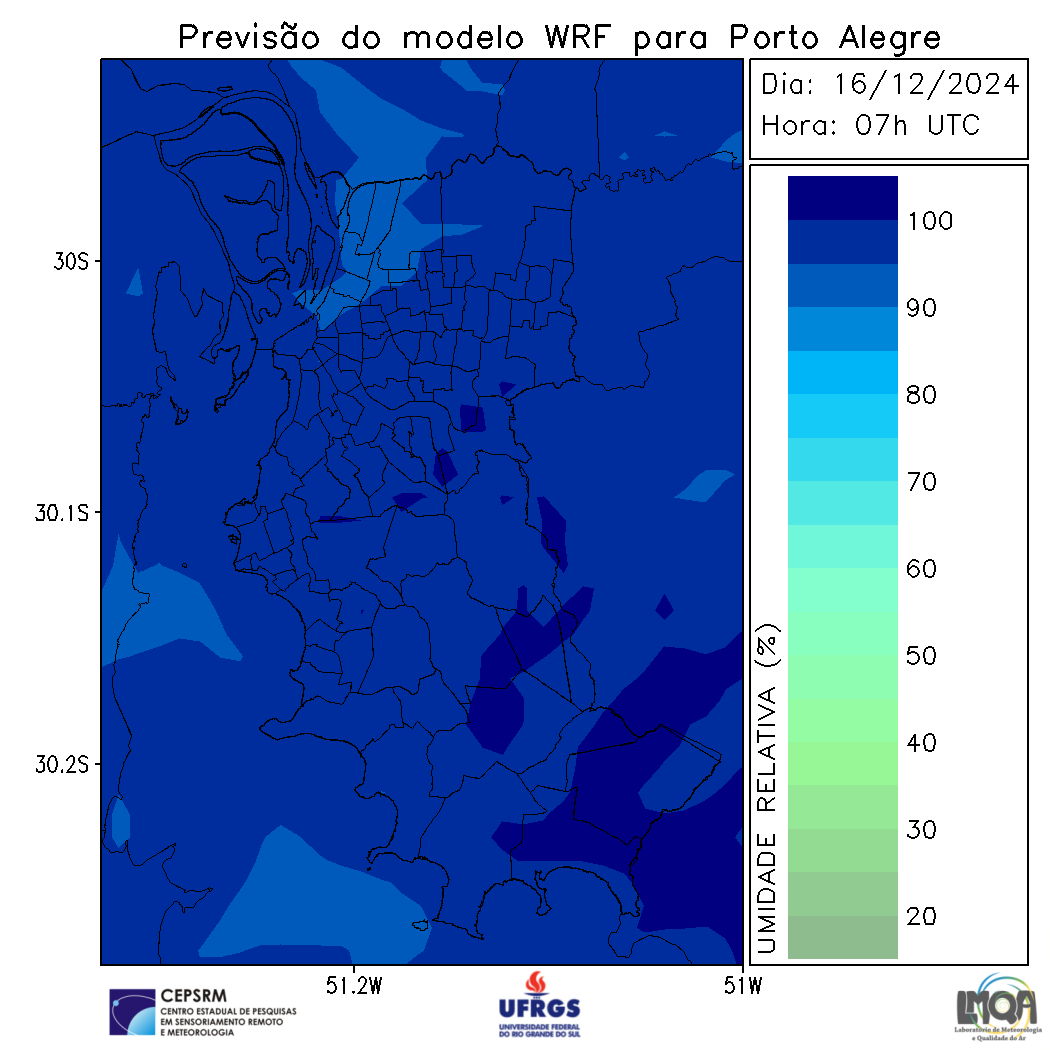 Previsão do modelo WRF para Porto Alegre
Dia: 16/12/2024
Hora: 07h UTC
30S
30.1S
30.2S
51.2W
51W
100
90
80
70
60
50
40
30
20
UMIDADE RELATIVA (%)
CEPSRM
CENTRO ESTADUAL DE PESQUISAS
EM SENSORIAMENTO REMOTO
E METEOROLOGIA
UFRGS
UNIVERSIDADE FEDERAL
DO RIO GRANDE DO SUL
LMQA
Laboratório de Meteorologia
e Qualidade do Ar